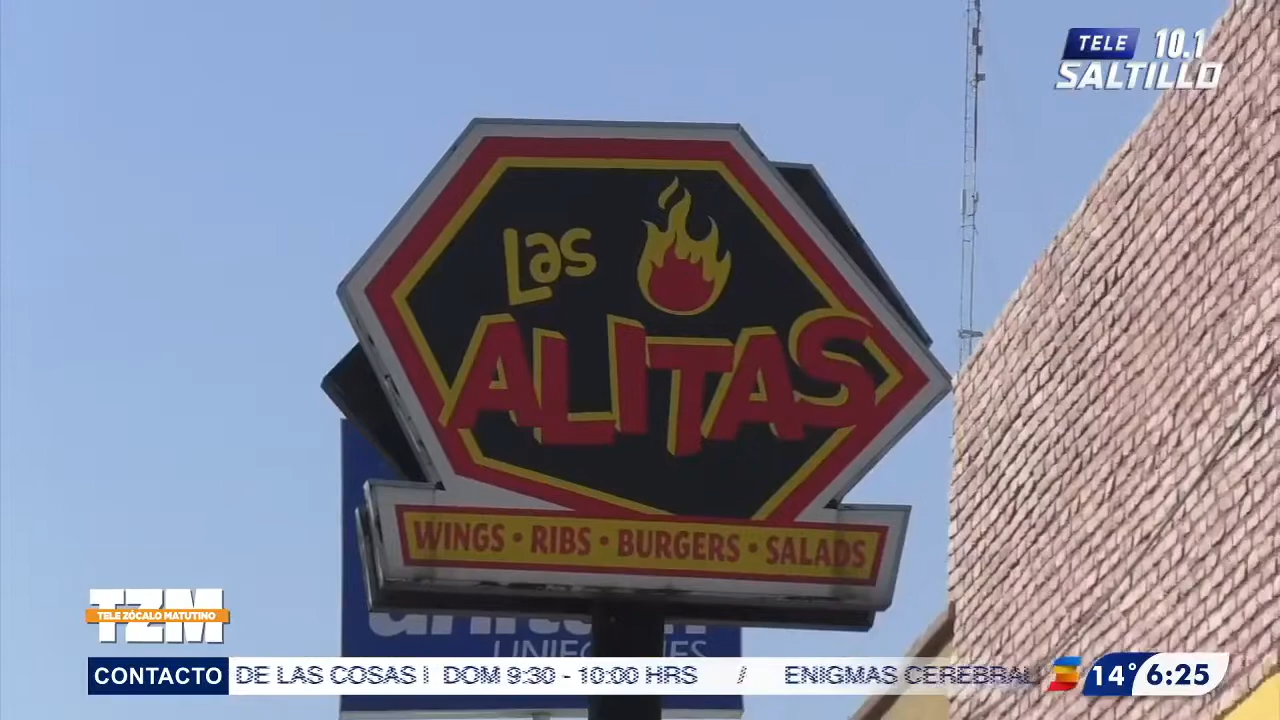 TELE 10.1
SALTILLO
Las
ALITAS
WINGS • RIBS • BURGERS • SALADS
UNIFORMES
TZM
TELE ZÓCALO MATUTINO
CONTACTO DE LAS COSAS | DOM 9:30 - 10:00 HRS / ENIGMAS CEREBRAL
14° 6:25